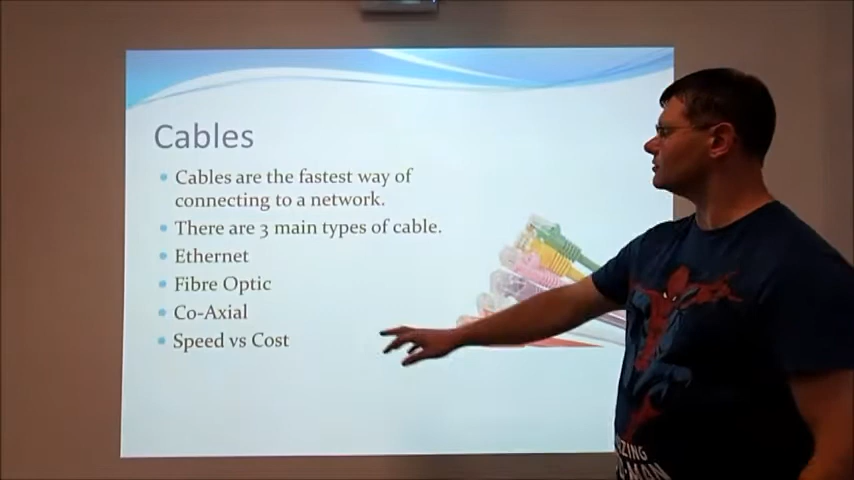 Cables
Cables are the fastest way of
connecting to a network.
There are 3 main types of cable.
Ethernet
Fibre Optic
Co-Axial
Speed vs Cost